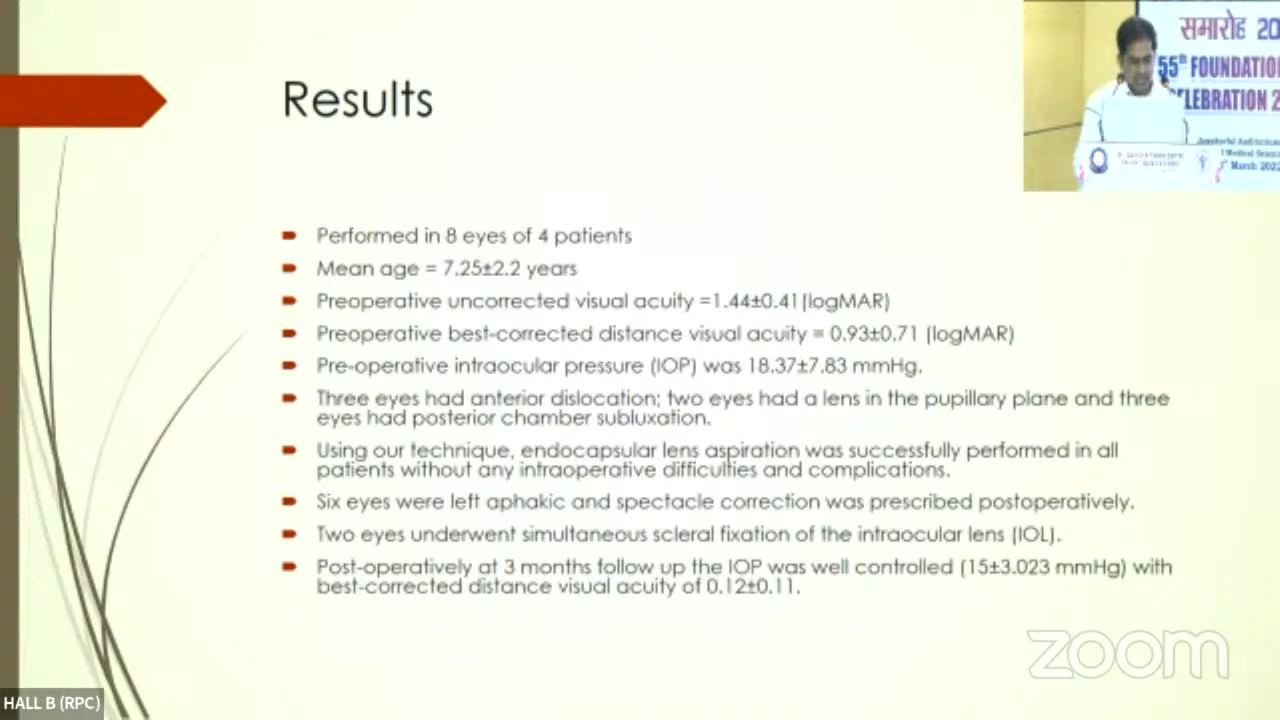 समारोह 20
55th FOUNDATIO
ELEBRATION 2
l Medical Scienc
March 2022
Results
Performed in 8 eyes of 4 patients
Mean age = 7.25±2.2 years
Preoperative uncorrected visual acuity =1.44±0.41(logMAR)
Preoperative best-corrected distance visual acuity = 0.93±0.71 (logMAR)
Pre-operative intraocular pressure (IOP) was 18.37±7.83 mmHg.
Three eyes had anterior dislocation; two eyes had a lens in the pupillary plane and three
eyes had posterior chamber subluxation.
Using our technique, endocapsular lens aspiration was successfully performed in all
patients without any intraoperative difficulties and complications.
Six eyes were left aphakic and spectacle correction was prescribed postoperatively.
Two eyes underwent simultaneous scleral fixation of the intraocular lens (IOL).
Post-operatively at 3 months follow up the IOP was well controlled (15±3.023 mmHg) with
best-corrected distance visual acuity of 0.12±0.11.
zoom
HALL B (RPC)